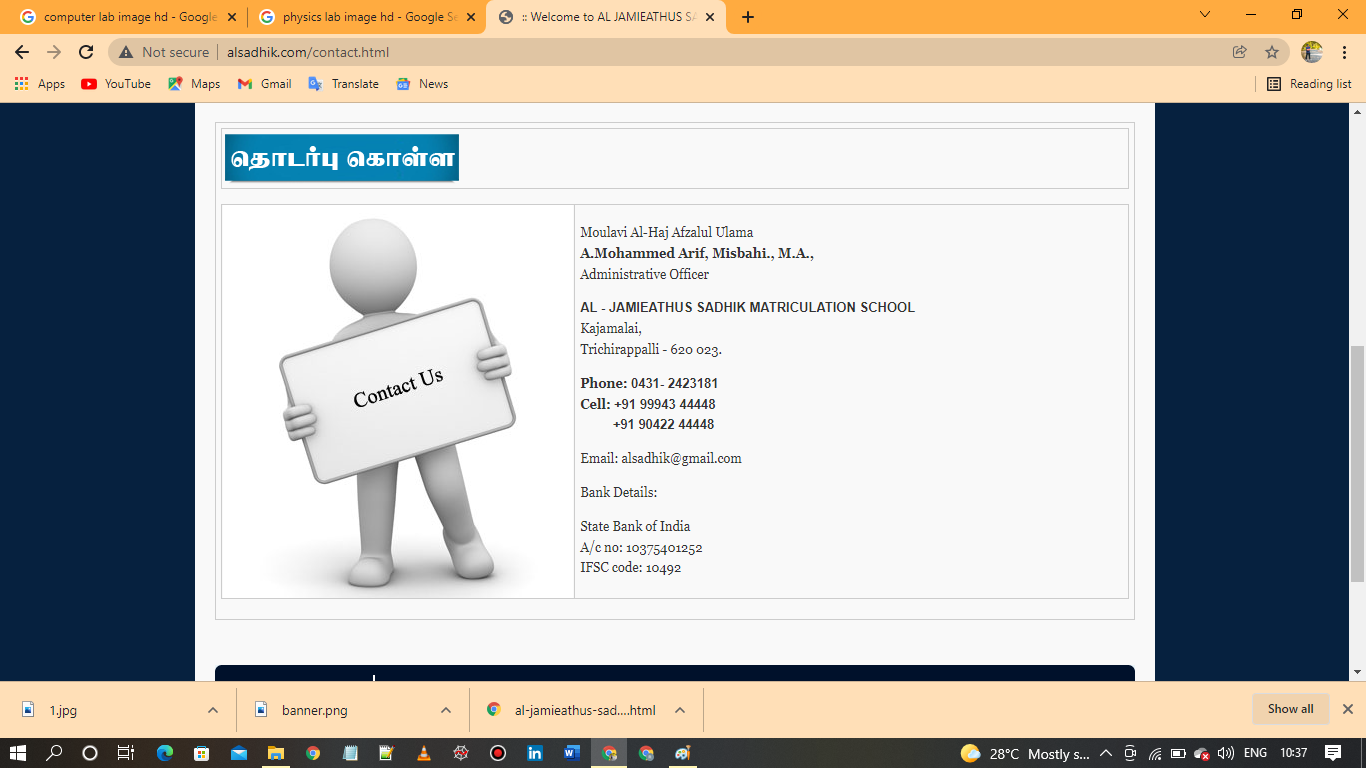 computer lab image hd - Google
physics lab image hd - Google Se
:: Welcome to AL JAMIEATHUS SA
Not secure
alsadhik.com/contact.html
Apps
YouTube
Maps
Gmail
Translate
News
Reading list
தொடர்பு கொள்ள
Contact Us
Moulavi Al-Haj Afzalul Ulama
A.Mohammed Arif, Misbahi., M.A.,
Administrative Officer
AL - JAMIEATHUS SADHIK MATRICULATION SCHOOL
Kajamalai,
Trichirappalli - 620 023.
Phone: 0431- 2423181
Cell: +91 99943 44448
+91 90422 44448
Email: alsadhik@gmail.com
Bank Details:
State Bank of India
A/c no: 10375401252
IFSC code: 10492
1.jpg
banner.png
al-jamieathus-sad....html
Show all
28°C Mostly s...
ENG
10:37